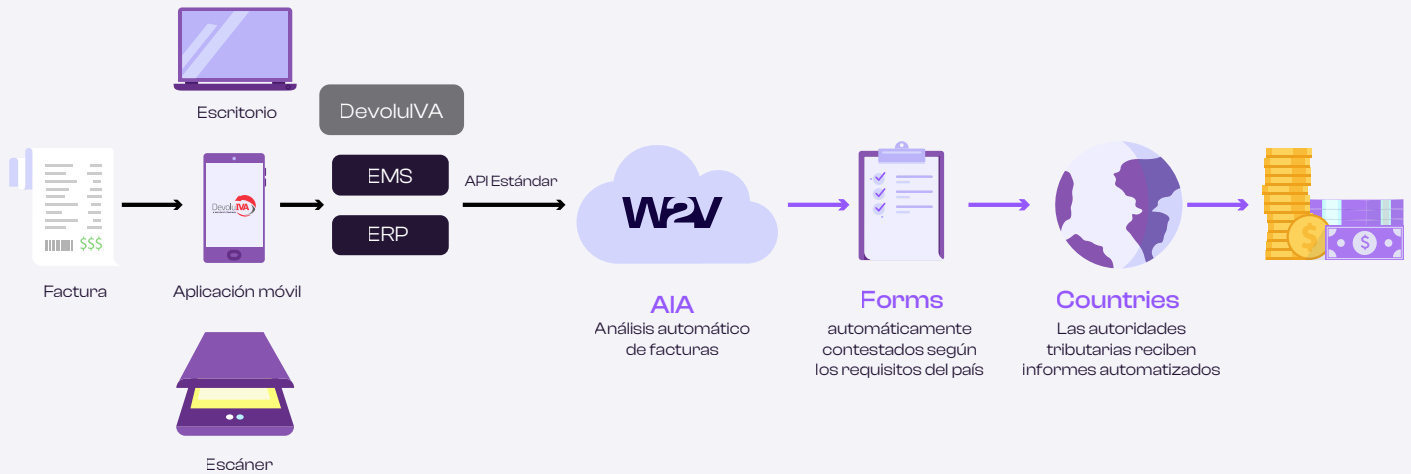 Escritorio
DevoluIVA
EMS
API Estándar
DevoluIVA
W2V
ERP
$$$
Factura
Aplicación móvil
AIA
Análisis automático
de facturas
Forms
automáticamente
contestados según
los requisitos del país
Countries
Las autoridades
tributarias reciben
informes automatizados
$
$
Escáner